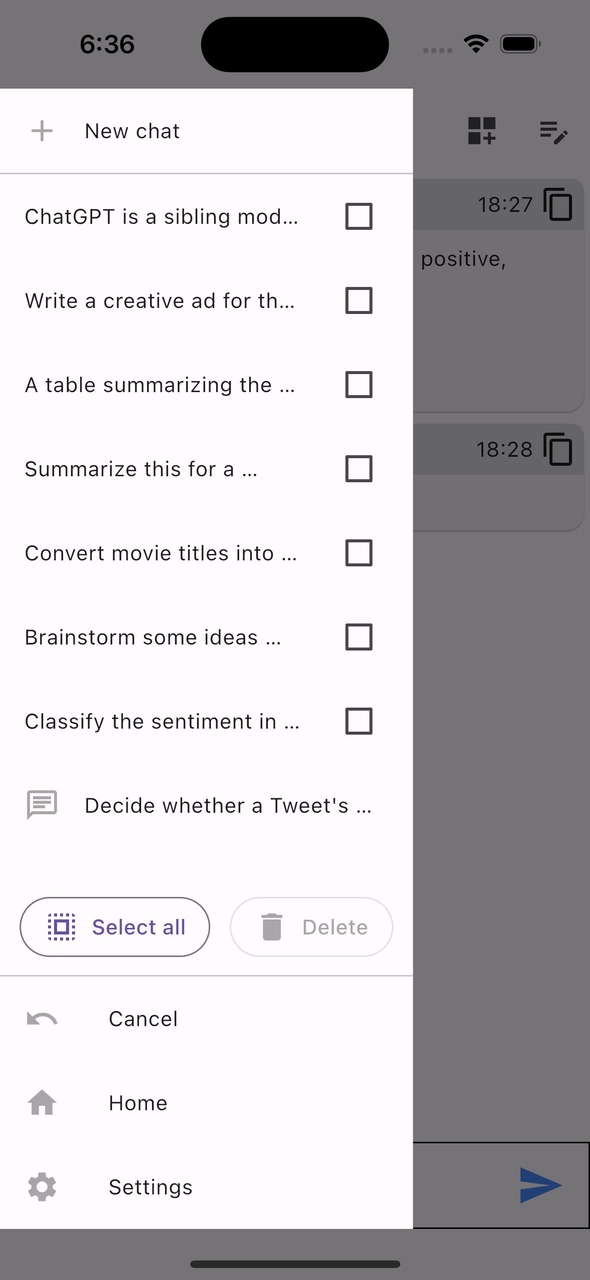 6:36
New chat
ChatGPT is a sibling mod...
Write a creative ad for th...
A table summarizing the ...
Summarize this for a ...
Convert movie titles into ...
Brainstorm some ideas ...
Classify the sentiment in ...
Decide whether a Tweet's ...
Select all
Delete
Cancel
Home
Settings
18:27
positive,
18:28